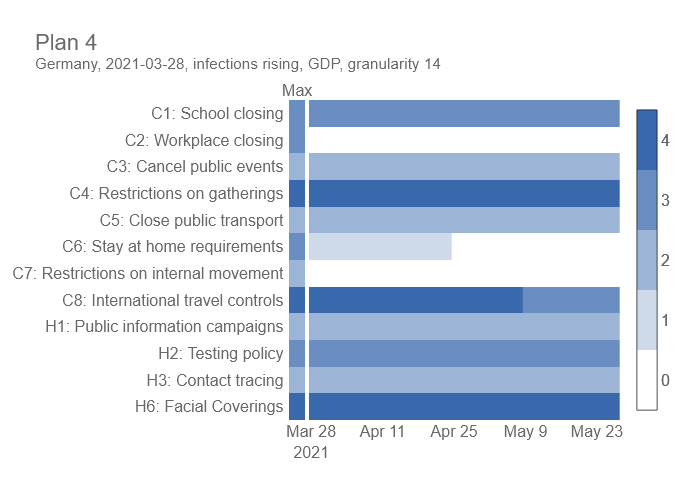 Plan 4
Germany, 2021-03-28, infections rising, GDP, granularity 14
Max
C1: School closing
C2: Workplace closing
C3: Cancel public events
C4: Restrictions on gatherings
C5: Close public transport
C6: Stay at home requirements
C7: Restrictions on internal movement
C8: International travel controls
H1: Public information campaigns
H2: Testing policy
H3: Contact tracing
H6: Facial Coverings
4
3
2
1
0
Mar 28 Apr 11 Apr 25 May 9 May 23
2021